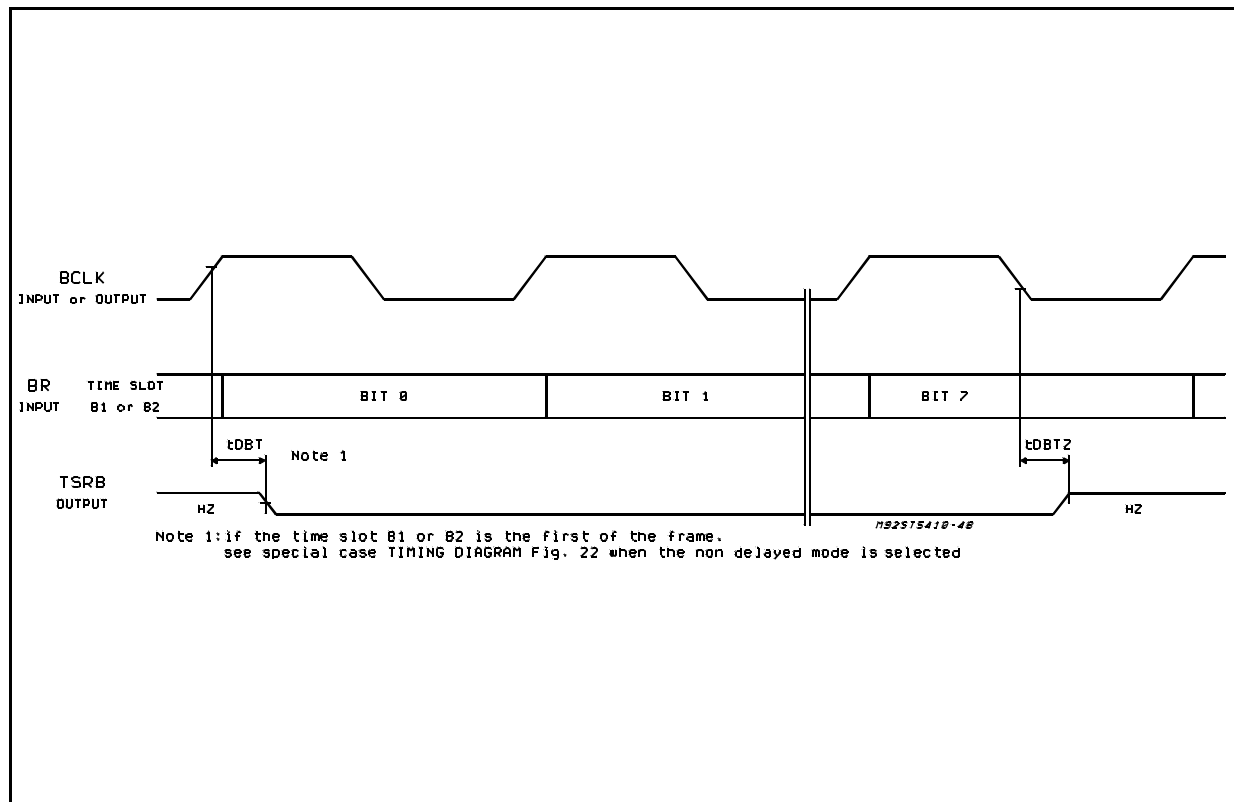 BCLK
INPUT or OUTPUT
BR
TIME SLOT
INPUT
B1 or B2
BIT 0
BIT 1
BIT 7
tDBT
Note 1
tDBTZ
TSRB
OUTPUT
HZ
HZ
M92ST5410-40
Note 1:if the time slot B1 or B2 is the first of the frame.
see special case TIMING DIAGRAM Fig. 22 when the non delayed mode is selected